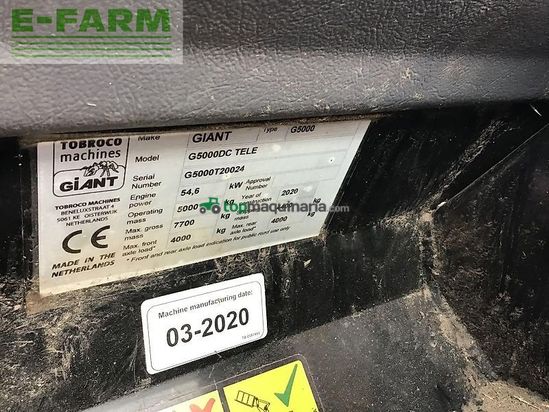 E-FARM
TOBROCO
machines
GiANT
TOBROCO MACHINES
BENELUXSTRAAT 4
5061 KE OISTERWIJK
NETHERLANDS
CE
MADE IN THE
NETHERLANDS
Make GIANT Type G5000
Model G5000DC TELE
Serial Number G5000T20024
Engine power 54,6 kW Approval Number
Operating mass 5000 kg Year of 2020
Max. gross mass 7700 kg mass
Max. front axle load* 4000 kg Max. rear axle load* 4000 kg
* Front and rear axle load indication for public road use only
topmaquinaria.com
Machine manufacturing date:
03-2020